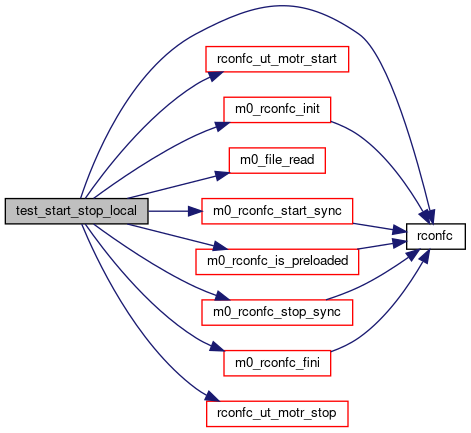 rconfc_ut_motr_start
m0_rconfc_init
m0_file_read
test_start_stop_local
m0_rconfc_start_sync
rconfc
m0_rconfc_is_preloaded
m0_rconfc_stop_sync
m0_rconfc_fini
rconfc_ut_motr_stop